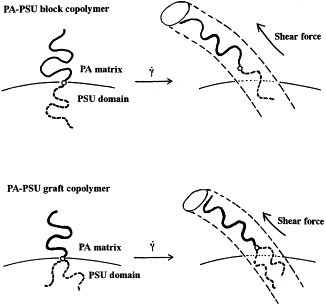 PA-PSU block copolymer
PA matrix
PSU domain
γ̇
Shear force
PA-PSU graft copolymer
PA matrix
PSU domain
γ̇
Shear force